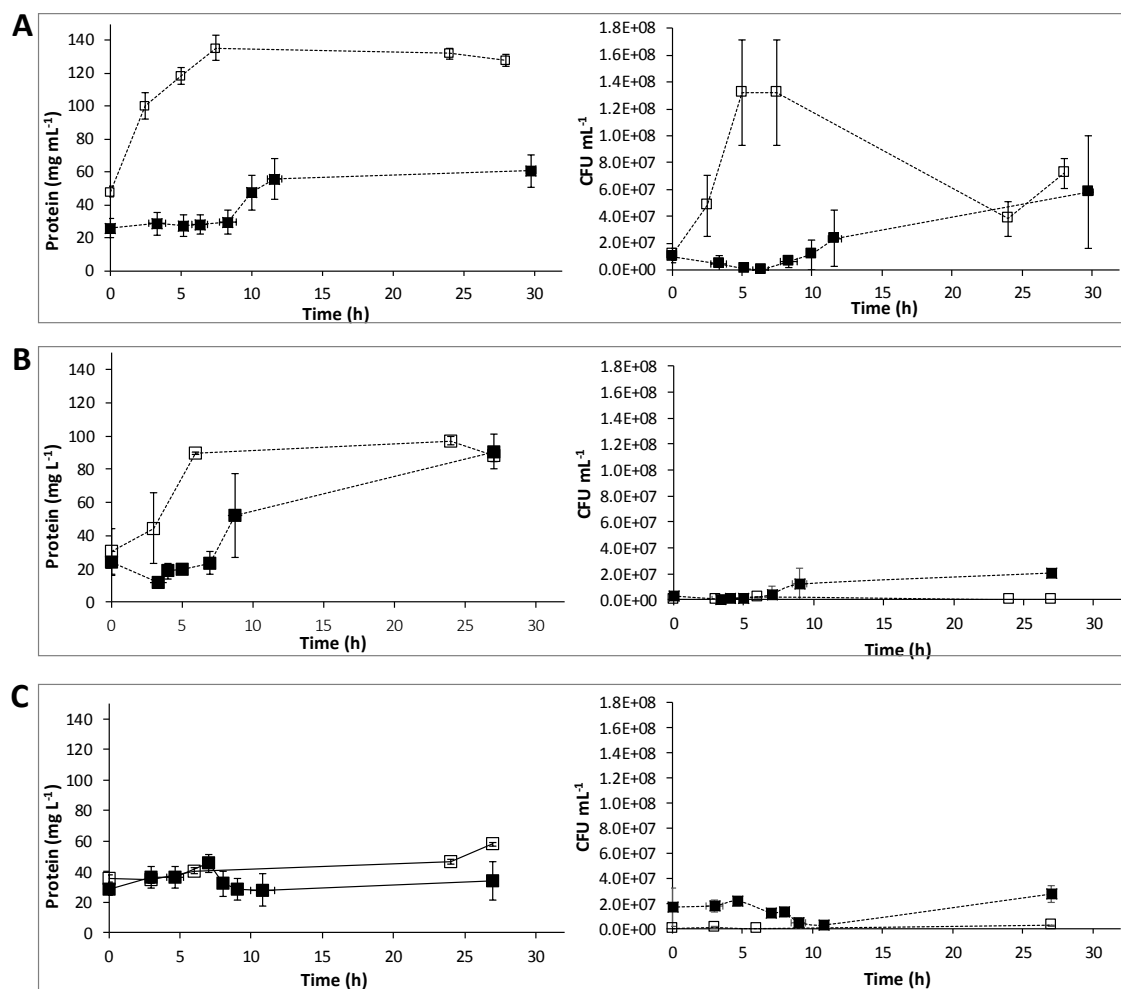 A
Protein (mg mL-1)
140
120
100
80
60
40
20
0
0 5 10 15 20 25 30
Time (h)
CFU mL-1
1.8E+08
1.6E+08
1.4E+08
1.2E+08
1.0E+08
8.0E+07
6.0E+07
4.0E+07
2.0E+07
0.0E+00
0 5 10 15 20 25 30
Time (h)
B
Protein (mg L-1)
140
120
100
80
60
40
20
0
0 5 10 15 20 25 30
Time (h)
CFU mL-1
1.8E+08
1.6E+08
1.4E+08
1.2E+08
1.0E+08
8.0E+07
6.0E+07
4.0E+07
2.0E+07
0.0E+00
0 5 10 15 20 25 30
Time (h)
C
Protein (mg L-1)
140
120
100
80
60
40
20
0
0 5 10 15 20 25 30
Time (h)
CFU mL-1
1.8E+08
1.6E+08
1.4E+08
1.2E+08
1.0E+08
8.0E+07
6.0E+07
4.0E+07
2.0E+07
0.0E+00
0 5 10 15 20 25 30
Time (h)